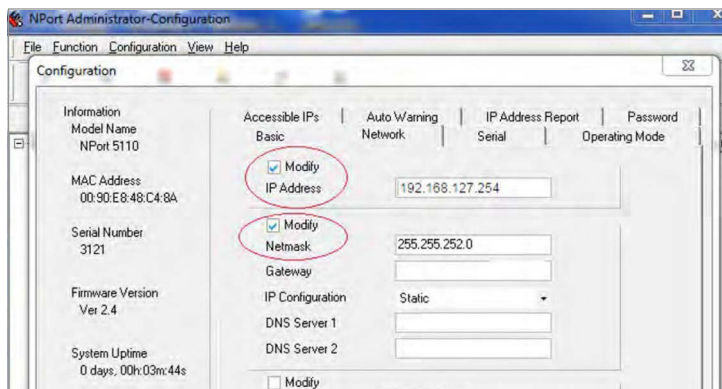 NPort Administrator-Configuration
File Function Configuration View Help
Configuration
Information
Model Name
NPort 5110
MAC Address
00:90:E8:48:C4:8A
Serial Number
3121
Firmware Version
Ver 2.4
System Uptime
0 days, 00h:03m:44s
Accessible IPs Auto Warning IP Address Report Password
Basic Network Serial Operating Mode
Modify
IP Address 192.168.127.254
Modify
Netmask 255.255.252.0
Gateway
IP Configuration Static
DNS Server 1
DNS Server 2
Modify